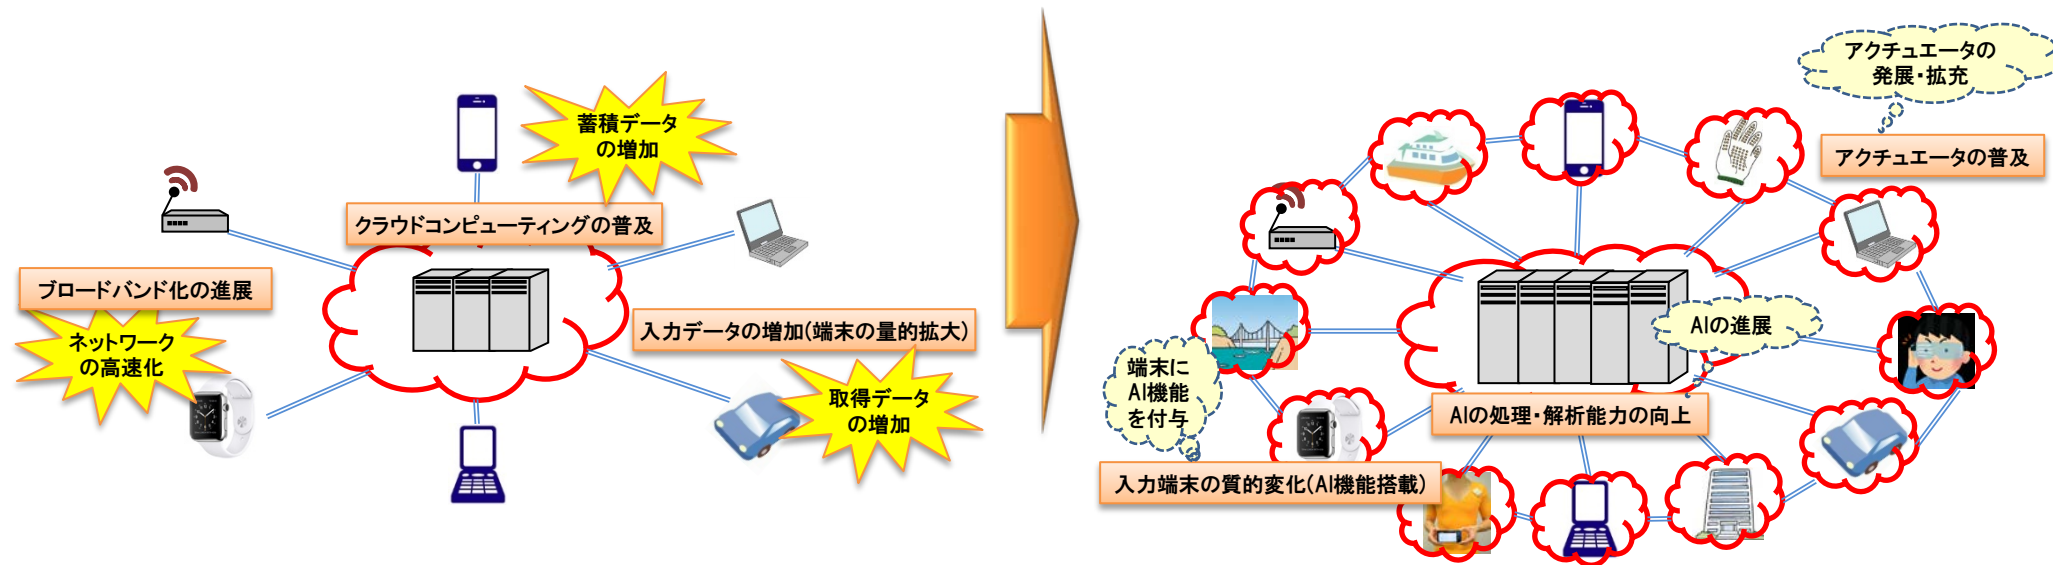 蓄積データ
の増加
クラウドコンピューティングの普及
ブロードバンド化の進展
ネットワーク
の高速化
入力データの増加(端末の量的拡大)
取得データ
の増加
アクチュエータの
発展・拡充
アクチュエータの普及
AIの進展
端末に
AI機能
を付与
AIの処理・解析能力の向上
入力端末の質的変化(AI機能搭載)